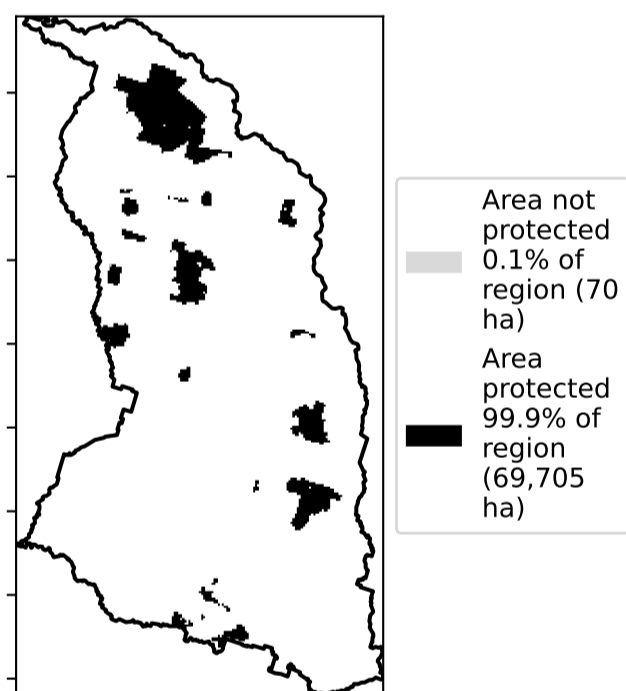 Area not
protected
0.1% of
region (70
ha)
Area
protected
99.9% of
region
(69,705
ha)